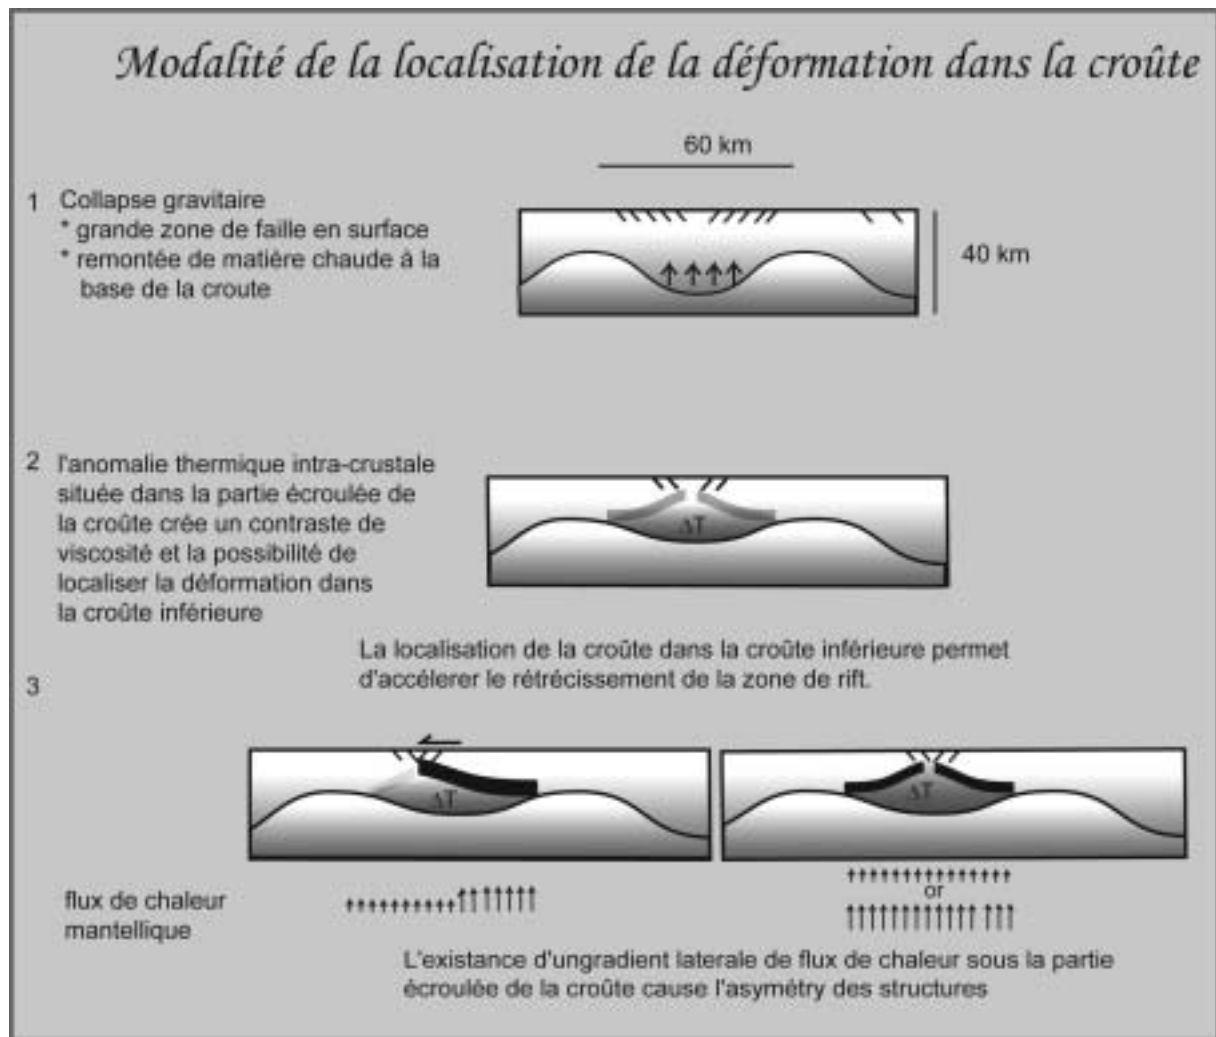 Modalité de la localisation de la déformation dans la croûte
60 km
1 Collapse gravitaire
* grande zone de faille en surface
* remontée de matière chaude à la
base de la croute
40 km
2 l'anomalie thermique intra-crustale
située dans la partie écroulée de
la croûte crée un contraste de
viscosité et la possibilité de
localiser la déformation dans
la croûte inférieure
ΔT
La localisation de la croûte dans la croûte inférieure permet
d'accélerer le rétrécissement de la zone de rift.
3
ΔT
ΔT
flux de chaleur
mantellique
or
L'existance d'ungradient laterale de flux de chaleur sous la partie
écroulée de la croûte cause l'asymétry des structures